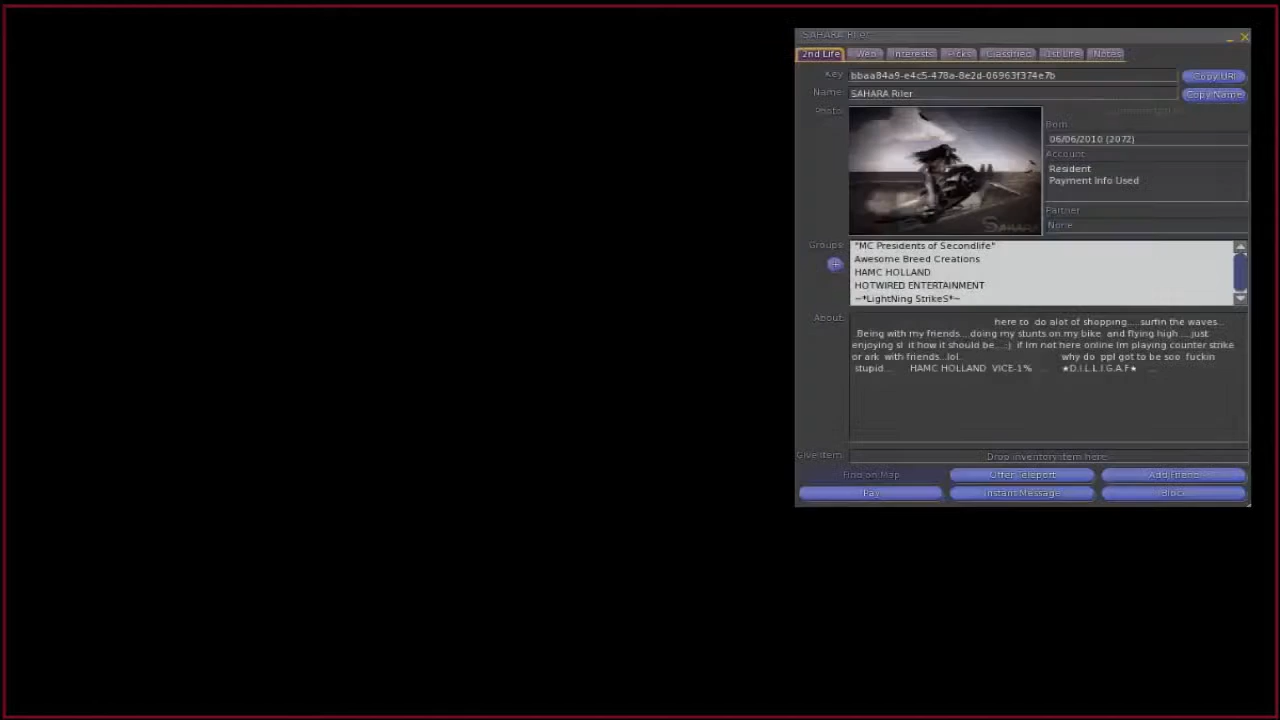 SAHARA Riler
2nd Life Web Interests Picks Classified 1st Life Notes
Key: bbaa84a9-e4c5-478a-8e2d-06963f374e7b Copy URI
Name: SAHARA Riler Copy Name
Photo:
Born:
06/06/2010 (2072)
Account:
Resident
Payment Info Used
Partner:
None
SAHARA
Groups:
"MC Presidents of Secondlife"
Awesome Breed Creations
HAMC HOLLAND
HOTWIRED ENTERTAINMENT
~*LightNing StrikeS*~
About:
here to do alot of shopping.....surfin the waves...
Being with my friends....doing my stunts on my bike and flying high ....just
enjoying sl it how it should be....:) if Im not here online Im playing counter strike
or ark with friends...lol. why do ppl got to be soo fuckin
stupid... HAMC HOLLAND VICE-1% ... ★D.I.L.L.I.G.A.F★ ...
Give Item: Drop inventory item here.
Find on Map Offer Teleport Add Friend
Pay Instant Message Block